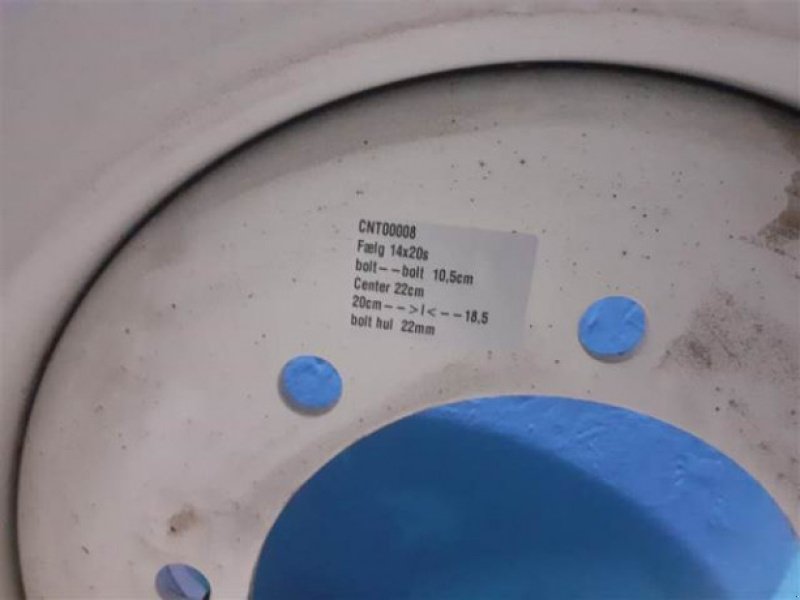 CNT00008
Fælg 14x20s
bolt--bolt 10,5cm
Center 22cm
20cm-->I<--18,5
bolt hul 22mm